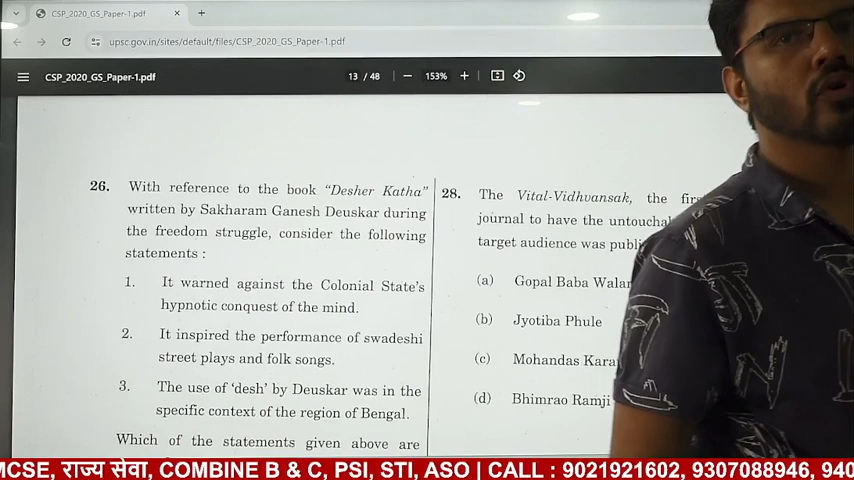 CSP_2020_GS_Paper-1.pdf
upsc.gov.in/sites/default/files/CSP_2020_GS_Paper-1.pdf
CSP_2020_GS_Paper-1.pdf 13 / 48 153%
26. With reference to the book "Desher Katha"
written by Sakharam Ganesh Deuskar during
the freedom struggle, consider the following
statements :
1. It warned against the Colonial State's
hypnotic conquest of the mind.
2. It inspired the performance of swadeshi
street plays and folk songs.
3. The use of 'desh' by Deuskar was in the
specific context of the region of Bengal.
Which of the statements given above are
28. The Vital-Vidhvansak, the
journal to have the
target audience was
(a) Gopal Baba
(b) Jyotiba Phule
(c) Mohandas
(d) Bhimrao Ramji
MCSE, राज्य सेवा, COMBINE B & C, PSI, STI, ASO | CALL : 9021921602, 9307088946, 940